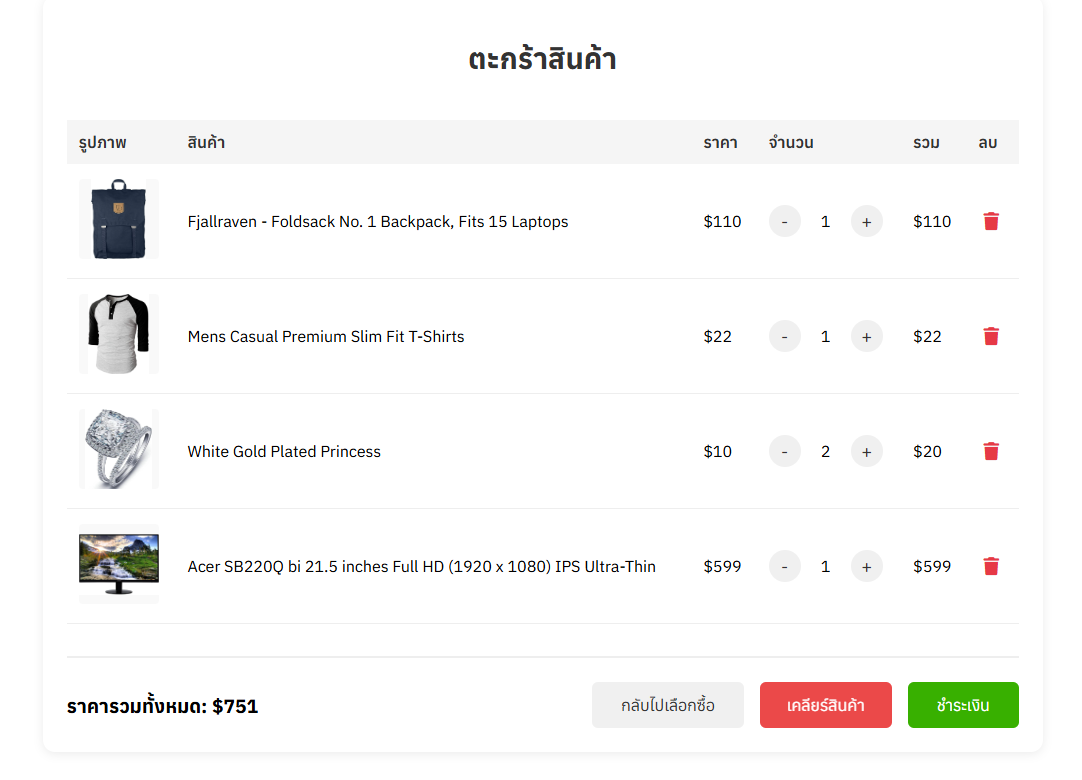 ตะกร้าสินค้า
รูปภาพ สินค้า ราคา จำนวน รวม ลบ
Fjallraven - Foldsack No. 1 Backpack, Fits 15 Laptops $110 - 1 + $110
Mens Casual Premium Slim Fit T-Shirts $22 - 1 + $22
White Gold Plated Princess $10 - 2 + $20
Acer SB220Q bi 21.5 inches Full HD (1920 x 1080) IPS Ultra-Thin $599 - 1 + $599
ราคารวมทั้งหมด: $751 กลับไปเลือกซื้อ เคลียร์สินค้า ชำระเงิน